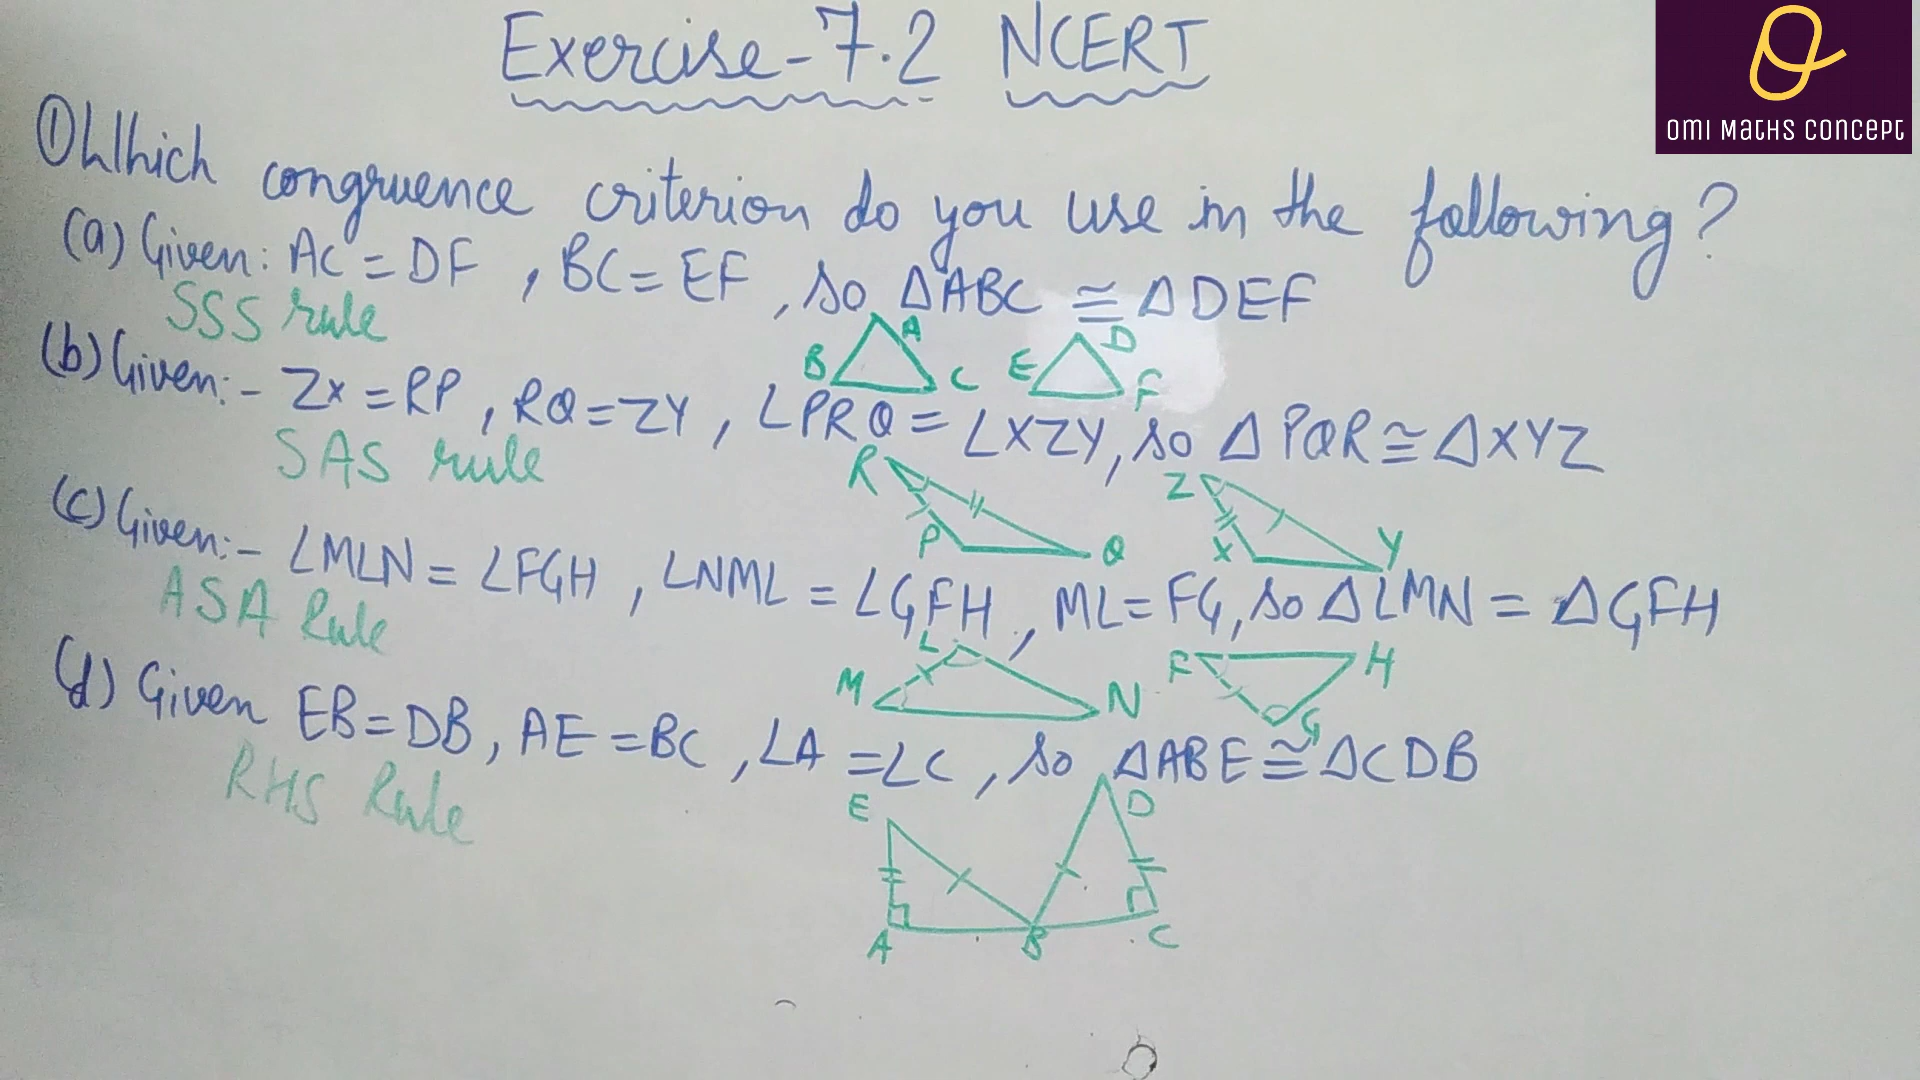 Exercise-7.2 NCERT
OMI MATHS CONCEPT
① Which congruence criterion do you use in the following?
(a) Given: AC = DF, BC = EF, so ΔABC ≅ ΔDEF
SSS rule
A D
B C E F
(b) Given:- ZX = RP, RQ = ZY, ∠PRQ = ∠XZY, so ΔPQR ≅ ΔXYZ
SAS rule
R Z
P Q X Y
(c) Given:- ∠MLN = ∠FGH, ∠NML = ∠GFH, ML = FG, so ΔLMN = ΔGFH
ASA Rule
L F H
M N G
(d) Given EB = DB, AE = BC, ∠A = ∠C, so ΔABE ≅ ΔCDB
RHS Rule
E D
A B C